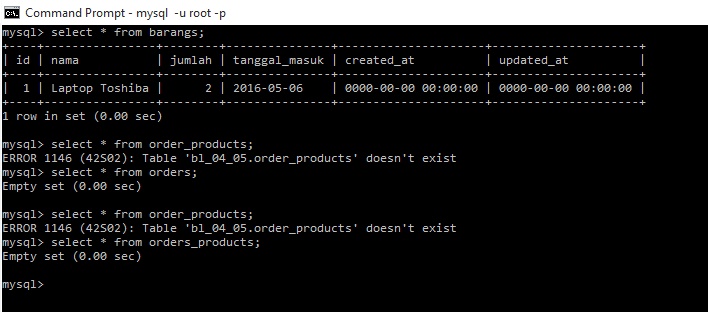 Command Prompt - mysql -u root -p
mysql> select * from barangs;
+----+----------------+--------+---------------+---------------------+---------------------+
| id | nama | jumlah | tanggal_masuk | created_at | updated_at |
+----+----------------+--------+---------------+---------------------+---------------------+
| 1 | Laptop Toshiba | 2 | 2016-05-06 | 0000-00-00 00:00:00 | 0000-00-00 00:00:00 |
+----+----------------+--------+---------------+---------------------+---------------------+
1 row in set (0.00 sec)
mysql> select * from order_products;
ERROR 1146 (42S02): Table 'bl_04_05.order_products' doesn't exist
mysql> select * from orders;
Empty set (0.00 sec)
mysql> select * from order_products;
ERROR 1146 (42S02): Table 'bl_04_05.order_products' doesn't exist
mysql> select * from orders_products;
Empty set (0.00 sec)
mysql>